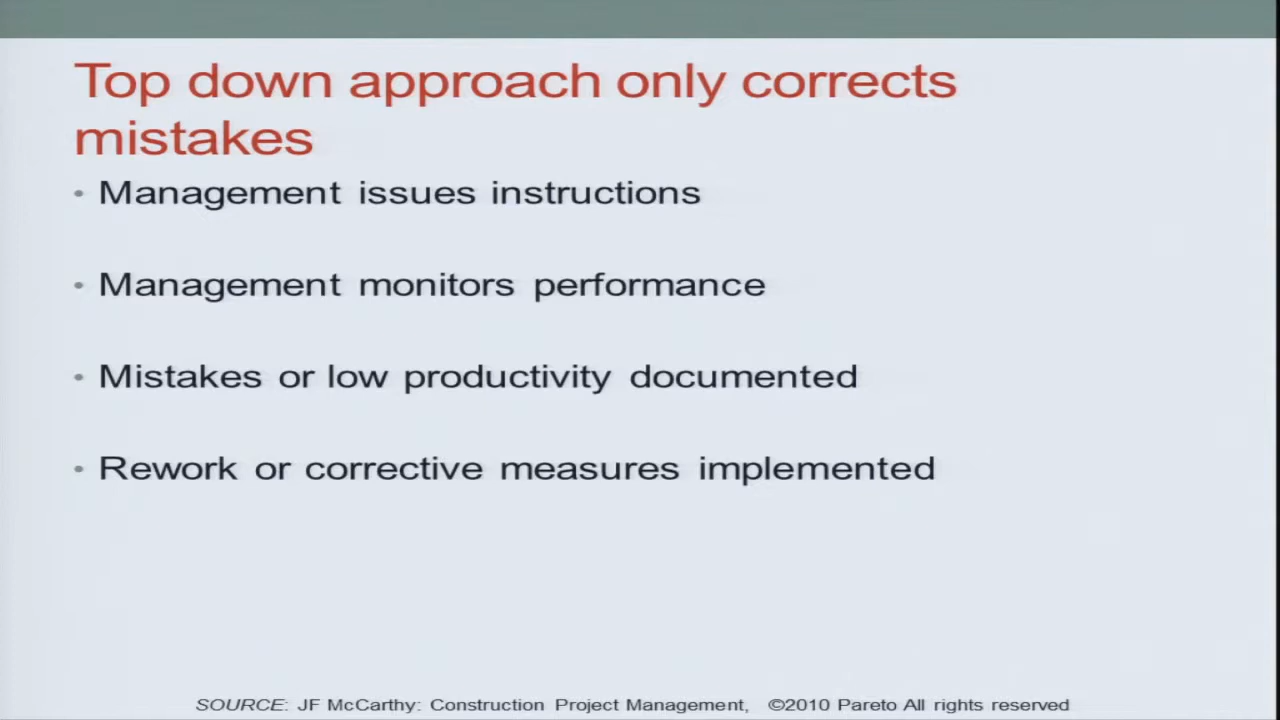 Top down approach only corrects
mistakes
• Management issues instructions
• Management monitors performance
• Mistakes or low productivity documented
• Rework or corrective measures implemented
SOURCE: JF McCarthy: Construction Project Management, ©2010 Pareto All rights reserved